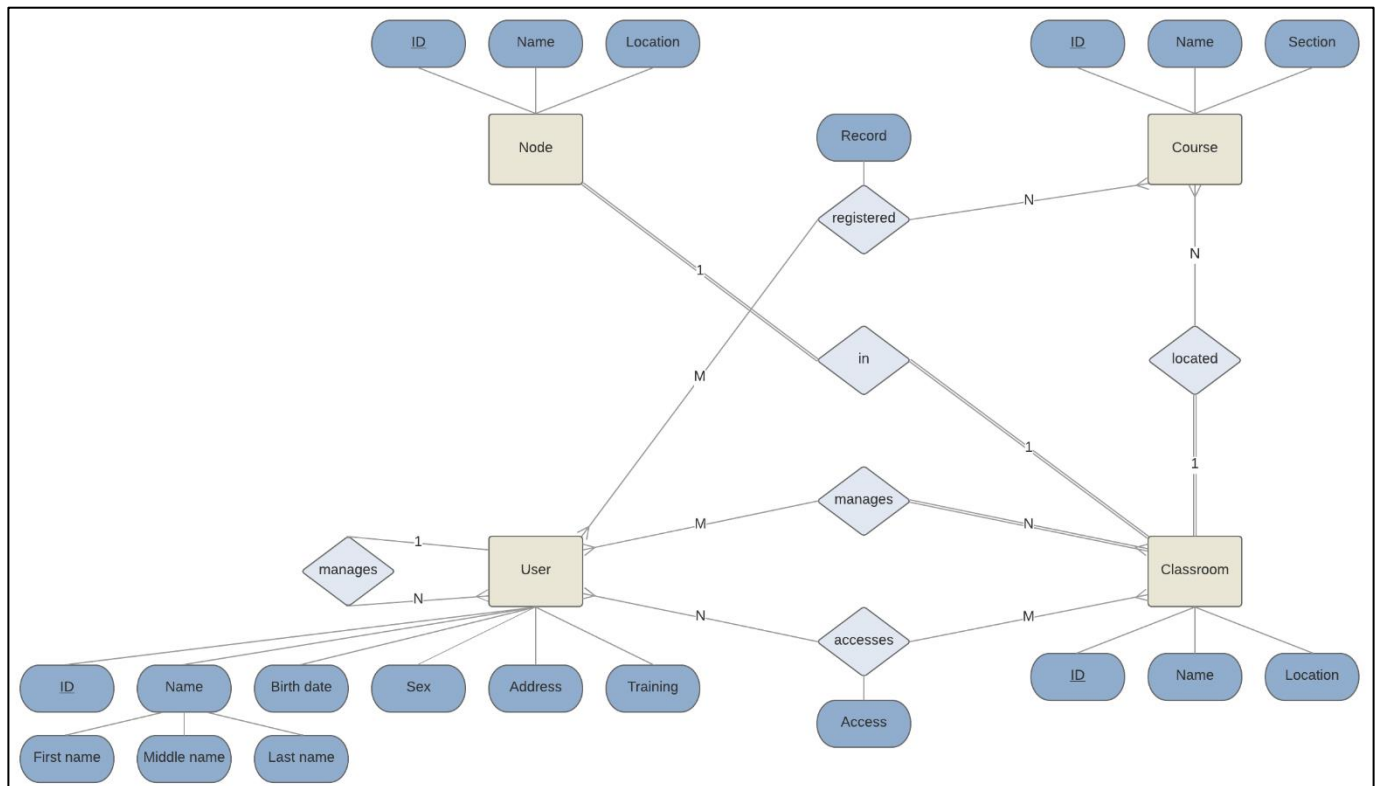 ID
Name
Location
ID
Name
Section
Node
Record
Course
registered
N
N
1
in
located
M
1
1
manages
M
N
1
manages
User
Classroom
N
N
accesses
M
ID
Name
Birth date
Sex
Address
Training
ID
Name
Location
Access
First name
Middle name
Last name